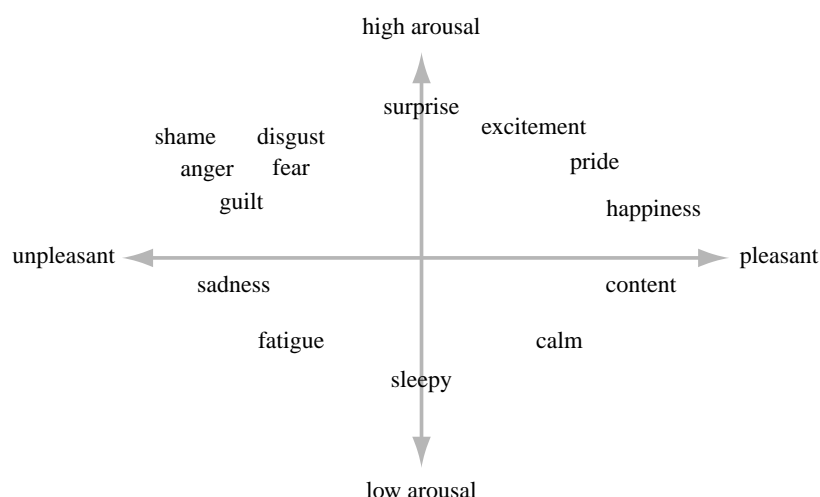 high arousal
surprise
excitement
shame disgust
pride
anger fear
guilt
happiness
unpleasant pleasant
sadness content
fatigue calm
sleepy
low arousal